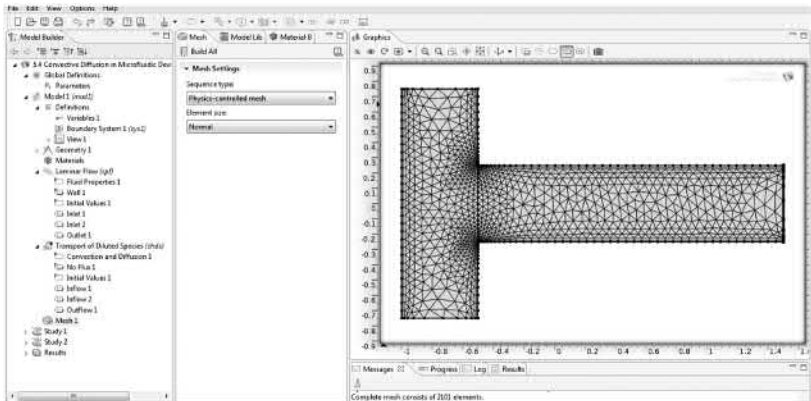 File Edit View Options Help
Model Builder
5.4 Convective Diffusion in Microfluidic Devi
Global Definitions
Parameters
Model 1 (mod1)
Definitions
Variables 1
Boundary System 1 (sys1)
View 1
Geometry 1
Materials
Laminar Flow (spf)
Fluid Properties 1
Wall 1
Initial Values 1
Inlet 1
Inlet 2
Outlet 1
Transport of Diluted Species (chds)
Convection and Diffusion 1
No Flux 1
Initial Values 1
Inflow 1
Inflow 2
Outflow 1
Mesh 1
Study 1
Study 2
Results
Mesh
Model Lib
Material B
Build All
Mesh Settings
Sequence type:
Physics-controlled mesh
Element size:
Normal
Graphics
0.9
0.8
0.7
0.6
0.5
0.4
0.3
0.2
0.1
0
-0.1
-0.2
-0.3
-0.4
-0.5
-0.6
-0.7
-0.8
-0.9
-1 -0.8 -0.6 -0.4 -0.2 0 0.2 0.4 0.6 0.8 1 1.2 1.4
Messages Progress Log Results
Complete mesh consists of 2101 elements.